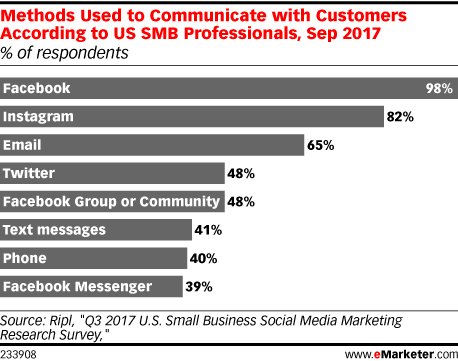 Methods Used to Communicate with Customers
According to US SMB Professionals, Sep 2017
% of respondents
Facebook 98%
Instagram 82%
Email 65%
Twitter 48%
Facebook Group or Community 48%
Text messages 41%
Phone 40%
Facebook Messenger 39%
Source: Ripl, "Q3 2017 U.S. Small Business Social Media Marketing
Research Survey,"
233908 www.eMarketer.com